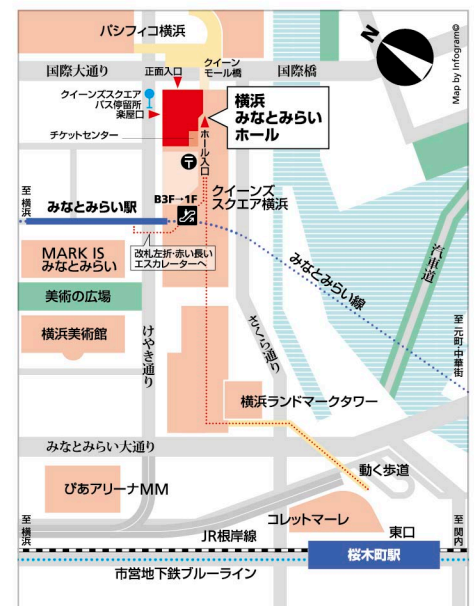 パシフィコ横浜
N
Map by Infogram©
国際大通り
正面入口
クイーン
モール橋
国際橋
クイーンズスクエア
バス停留所
楽屋口
チケットセンター
横浜
みなとみらい
ホール
ホール入口
B3F→1F
クイーンズ
スクエア横浜
至 横浜
みなとみらい駅
改札左折・赤い長い
エスカレーターへ
MARK IS
みなとみらい
美術の広場
横浜美術館
けやき通り
さくら通り
みなとみらい線
汽車道
至 元町・中華街
横浜ランドマークタワー
みなとみらい大通り
ぴあアリーナMM
動く歩道
コレットマーレ
東口
至 横浜
JR根岸線
桜木町駅
至 関内
市営地下鉄ブルーライン